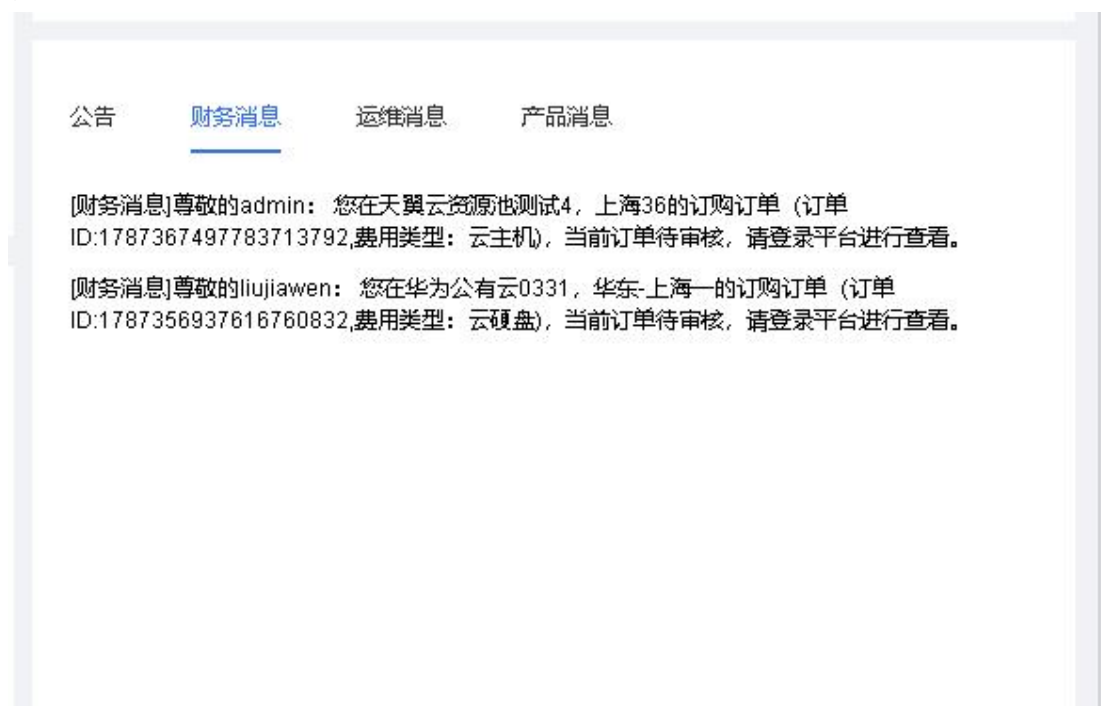 公告 财务消息 运维消息 产品消息
[财务消息]尊敬的admin： 您在天翼云资源池测试4，上海36的订购订单（订单
ID:1787367497783713792,费用类型：云主机），当前订单待审核，请登录平台进行查看。
[财务消息]尊敬的liujiawen： 您在华为公有云0331，华东-上海一的订购订单（订单
ID:1787356937616760832,费用类型：云硬盘），当前订单待审核，请登录平台进行查看。